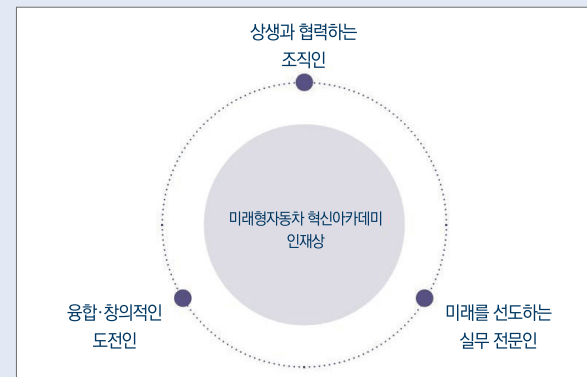 상생과 협력하는
조직인
미래형자동차 혁신아카데미
인재상
융합·창의적인
도전인
미래를 선도하는
실무 전문인